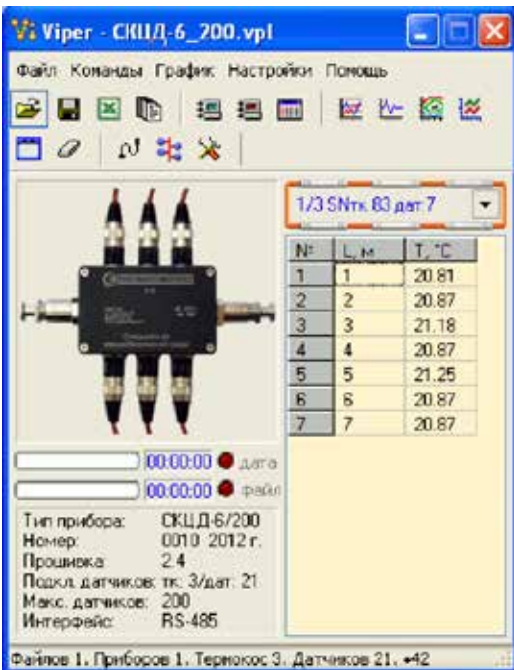 Viper - СКЦД-6_200.vpl
Файл Команды График Настройки Помощь
1/3 SNтк 83 дат 7
№ L, м T, °C
1 1 20.81
2 2 20.87
3 3 21.18
4 4 20.87
5 5 21.25
6 6 20.87
7 7 20.87
00:00:00 дата
00:00:00 файл
Тип прибора: СКЦД-6/200
Номер: 0010 2012 г.
Прошивка: 2.4
Подкл. датчиков: тк: 3/дат: 21
Макс. датчиков: 200
Интерфейс: RS-485
Файлов 1. Приборов 1. Термокос 3. Датчиков 21. •42